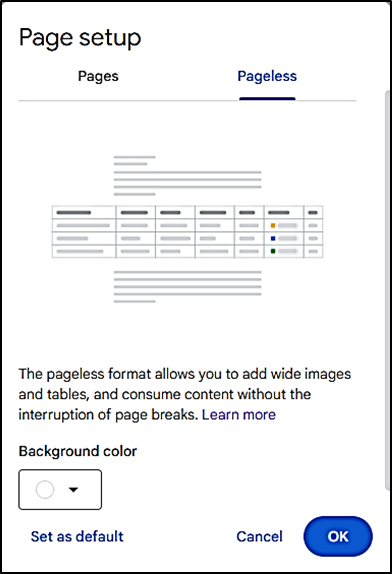 Page setup
Pages
Pageless
The pageless format allows you to add wide images
and tables, and consume content without the
interruption of page breaks. Learn more
Background color
Set as default
Cancel
OK